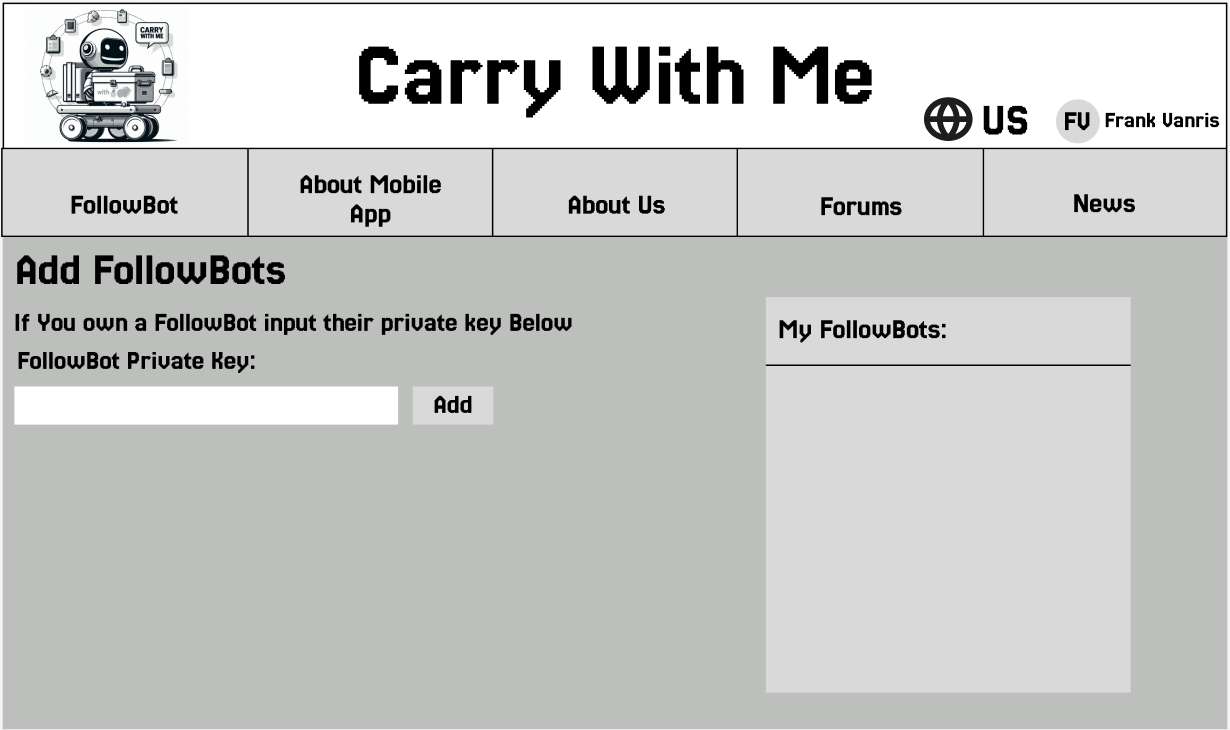 CARRY
WITH ME
with
Carry With Me
US
FV
Frank Vanris
FollowBot
About Mobile
App
About Us
Forums
News
Add FollowBots
If You own a FollowBot input their private key Below
FollowBot Private Key:
Add
My FollowBots: